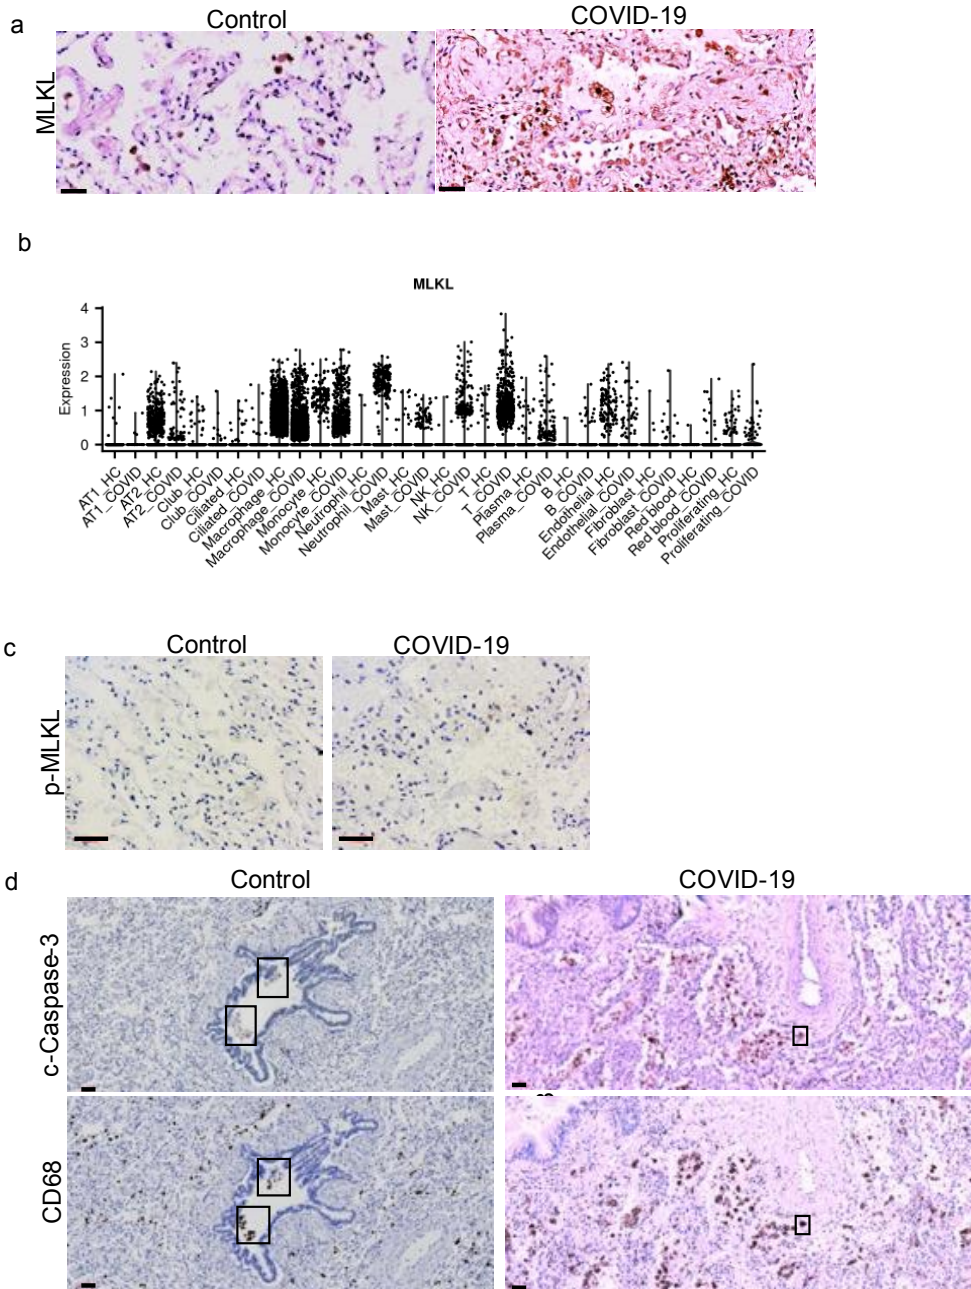 a
Control
COVID-19
MLKL
b
MLKL
Expression
4
3
2
1
0
AT1_HC
AT1_COVID
AT2_HC
AT2_COVID
Club_HC
Club_COVID
Ciliated_HC
Ciliated_COVID
Macrophage_HC
Macrophage_COVID
Monocyte_HC
Monocyte_COVID
Neutrophil_HC
Neutrophil_COVID
Mast_HC
Mast_COVID
NK_HC
NK_COVID
T_HC
T_COVID
Plasma_HC
Plasma_COVID
B_HC
B_COVID
Endothelial_HC
Endothelial_COVID
Fibroblast_HC
Fibroblast_COVID
Red blood_HC
Red blood_COVID
Proliferating_HC
Proliferating_COVID
c
Control
COVID-19
p-MLKL
d
Control
COVID-19
c-Caspase-3
CD68